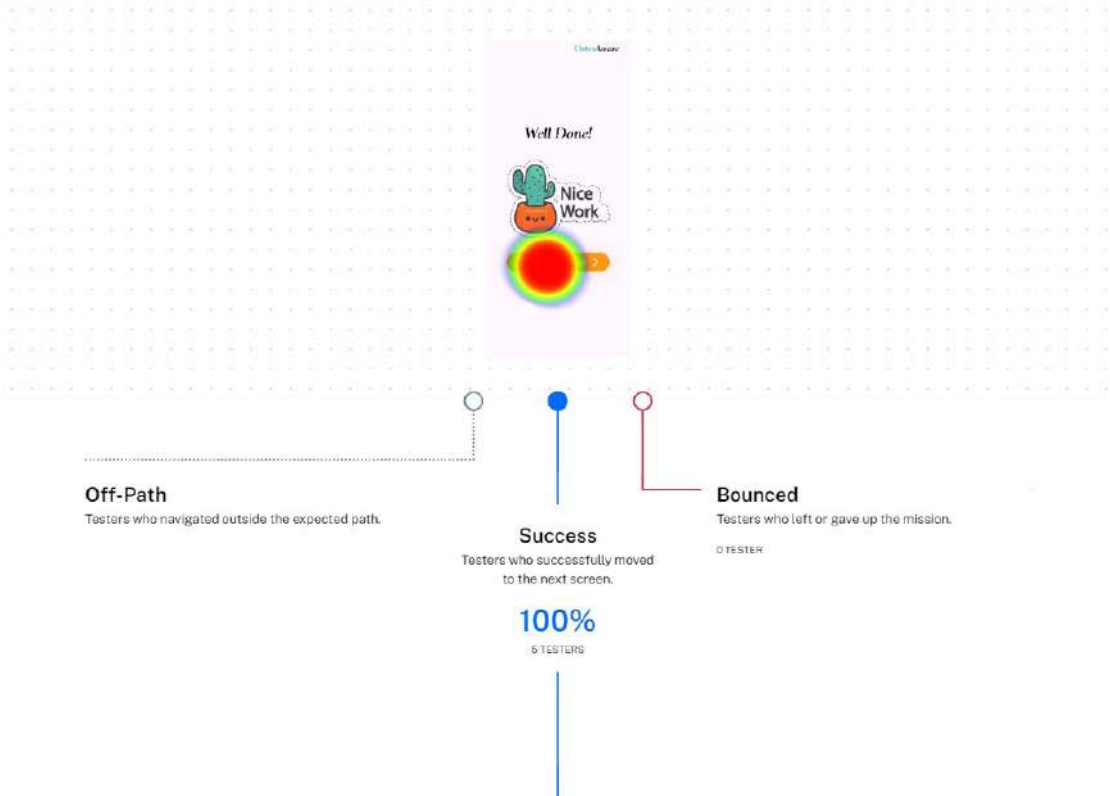 Well Done!
Nice
Work
Off-Path
Testers who navigated outside the expected path.
Success
Testers who successfully moved
to the next screen.
100%
5 TESTERS
Bounced
Testers who left or gave up the mission.
0 TESTER